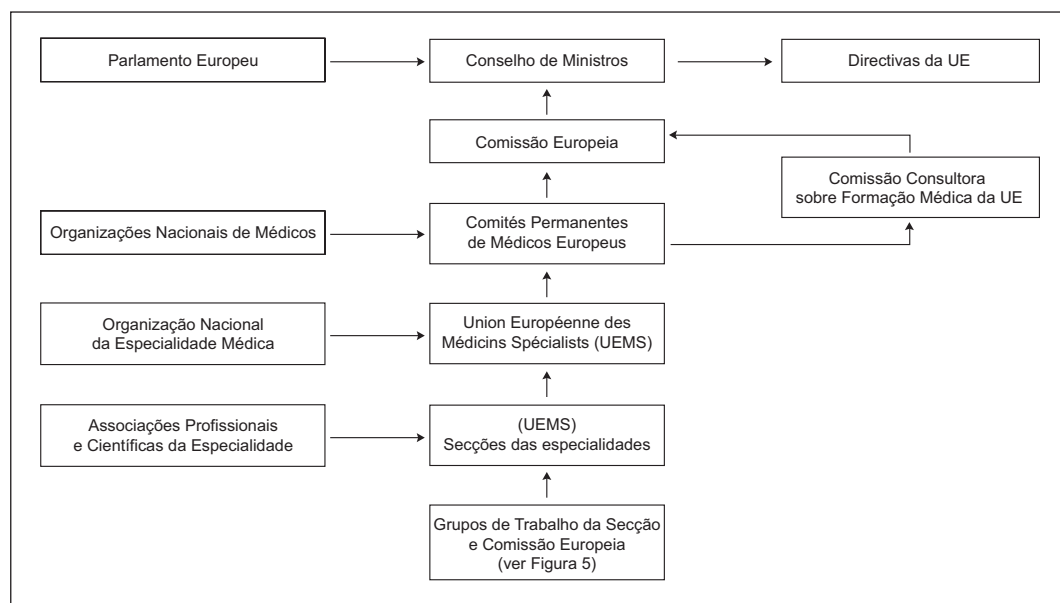 Parlamento Europeu
Conselho de Ministros
Directivas da UE
Comissão Europeia
Comissão Consultora
sobre Formação Médica da UE
Organizações Nacionais de Médicos
Comités Permanentes
de Médicos Europeus
Organização Nacional
da Especialidade Médica
Union Européenne des
Médicins Spécialists (UEMS)
Associações Profissionais
e Científicas da Especialidade
(UEMS)
Secções das especialidades
Grupos de Trabalho da Secção
e Comissão Europeia
(ver Figura 5)